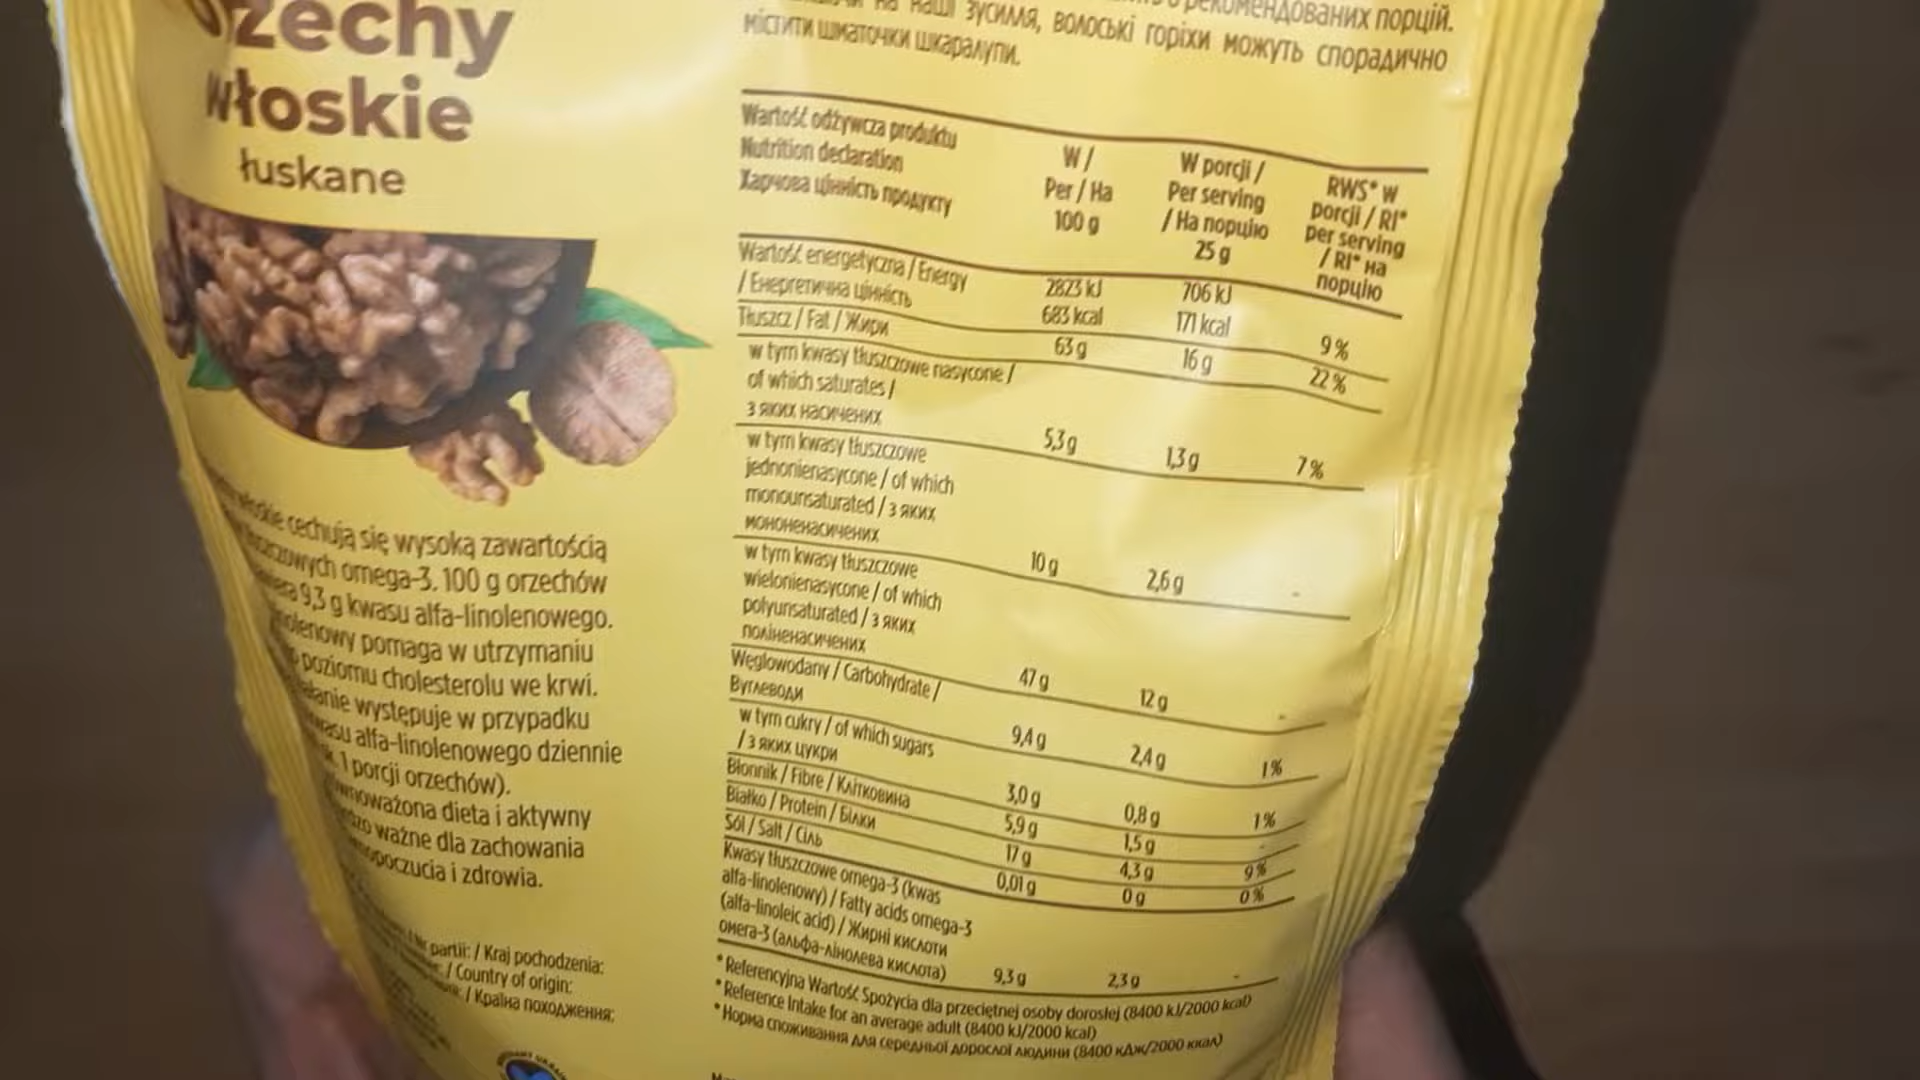 orzechy
włoskie
łuskane
cechują się wysoką zawartością
omega-3. 100 g orzechów
9,3 g kwasu alfa-linolenowego.
pomaga w utrzymaniu
poziomu cholesterolu we krwi.
występuje w przypadku
alfa-linolenowego dziennie
1 porcji orzechów).
dieta i aktywny
ważne dla zachowania
i zdrowia.
partii: / Kraj pochodzenia:
/ Country of origin:
/ Країна походження:
рекомендованих порцій.
на наші зусилля, волоські горіхи можуть спорадично
містити шматочки шкаралупи.
Wartość odżywcza produktu
Nutrition declaration
Харчова цінність продукту
W /
Per / На
100 g
W porcji /
Per serving
/ На порцію
25 g
RWS* w
porcji / RI*
per serving
/ RI* на
порцію
Wartość energetyczna / Energy
/ Енергетична цінність
2823 kJ 706 kJ
683 kcal 171 kcal 9%
Tłuszcz / Fat / Жири 63 g 16 g 22%
w tym kwasy tłuszczowe nasycone /
of which saturates /
з яких насичених 5,3 g 1,3 g 7%
w tym kwasy tłuszczowe
jednonienasycone / of which
monounsaturated / з яких
мононенасичених 10 g 2,6 g -
w tym kwasy tłuszczowe
wielonienasycone / of which
polyunsaturated / з яких
поліненасичених 47 g 12 g -
Węglowodany / Carbohydrate /
Вуглеводи 9,4 g 2,4 g 1%
w tym cukry / of which sugars
/ з яких цукри 3,0 g 0,8 g 1%
Błonnik / Fibre / Клітковина 5,9 g 1,5 g -
Białko / Protein / Білки 17 g 4,3 g 9%
Sól / Salt / Сіль 0,01 g 0 g 0%
Kwasy tłuszczowe omega-3 (kwas
alfa-linolenowy) / Fatty acids omega-3
(alfa-linoleic acid) / Жирні кислоти
омега-3 (альфа-лінолева кислота) 9,3 g 2,3 g -
*Referencyjna Wartość Spożycia dla przeciętnej osoby dorosłej (8400 kJ/2000 kcal)
*Reference Intake for an average adult (8400 kJ/2000 kcal)
*Норма споживання для середньої дорослої людини (8400 кДж/2000 ккал)